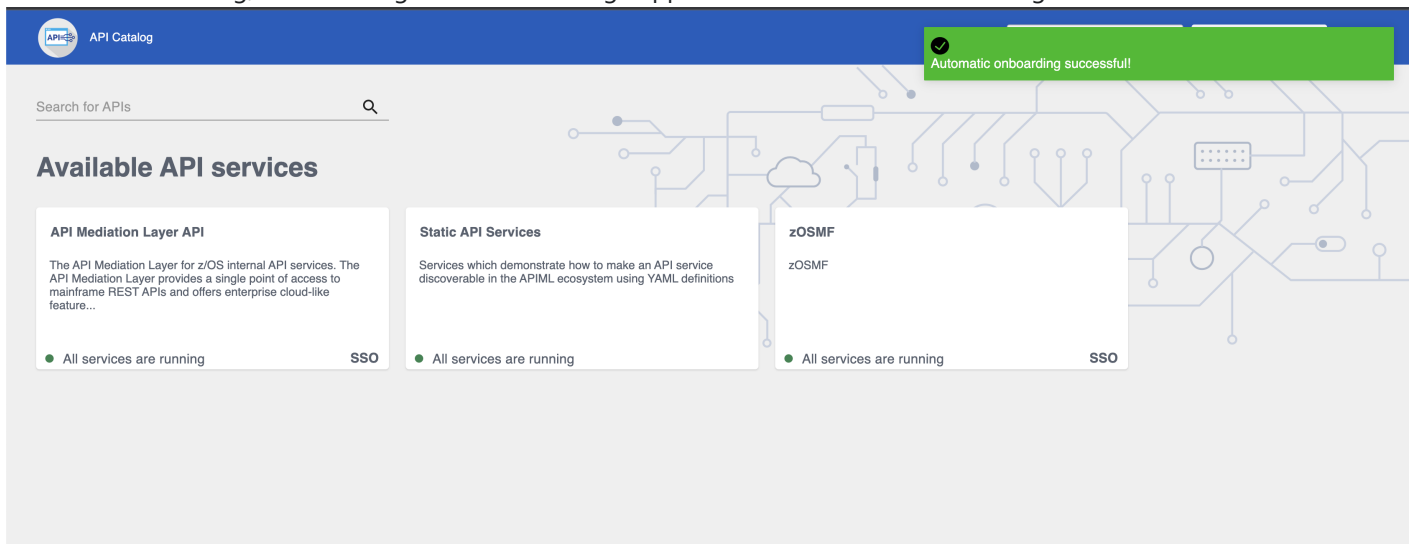 API
API Catalog
Automatic onboarding successful!
Search for APIs
Available API services
API Mediation Layer API
The API Mediation Layer for z/OS internal API services. The
API Mediation Layer provides a single point of access to
mainframe REST APIs and offers enterprise cloud-like
feature...
All services are running SSO
Static API Services
Services which demonstrate how to make an API service
discoverable in the APIML ecosystem using YAML definitions
All services are running
zOSMF
zOSMF
All services are running SSO